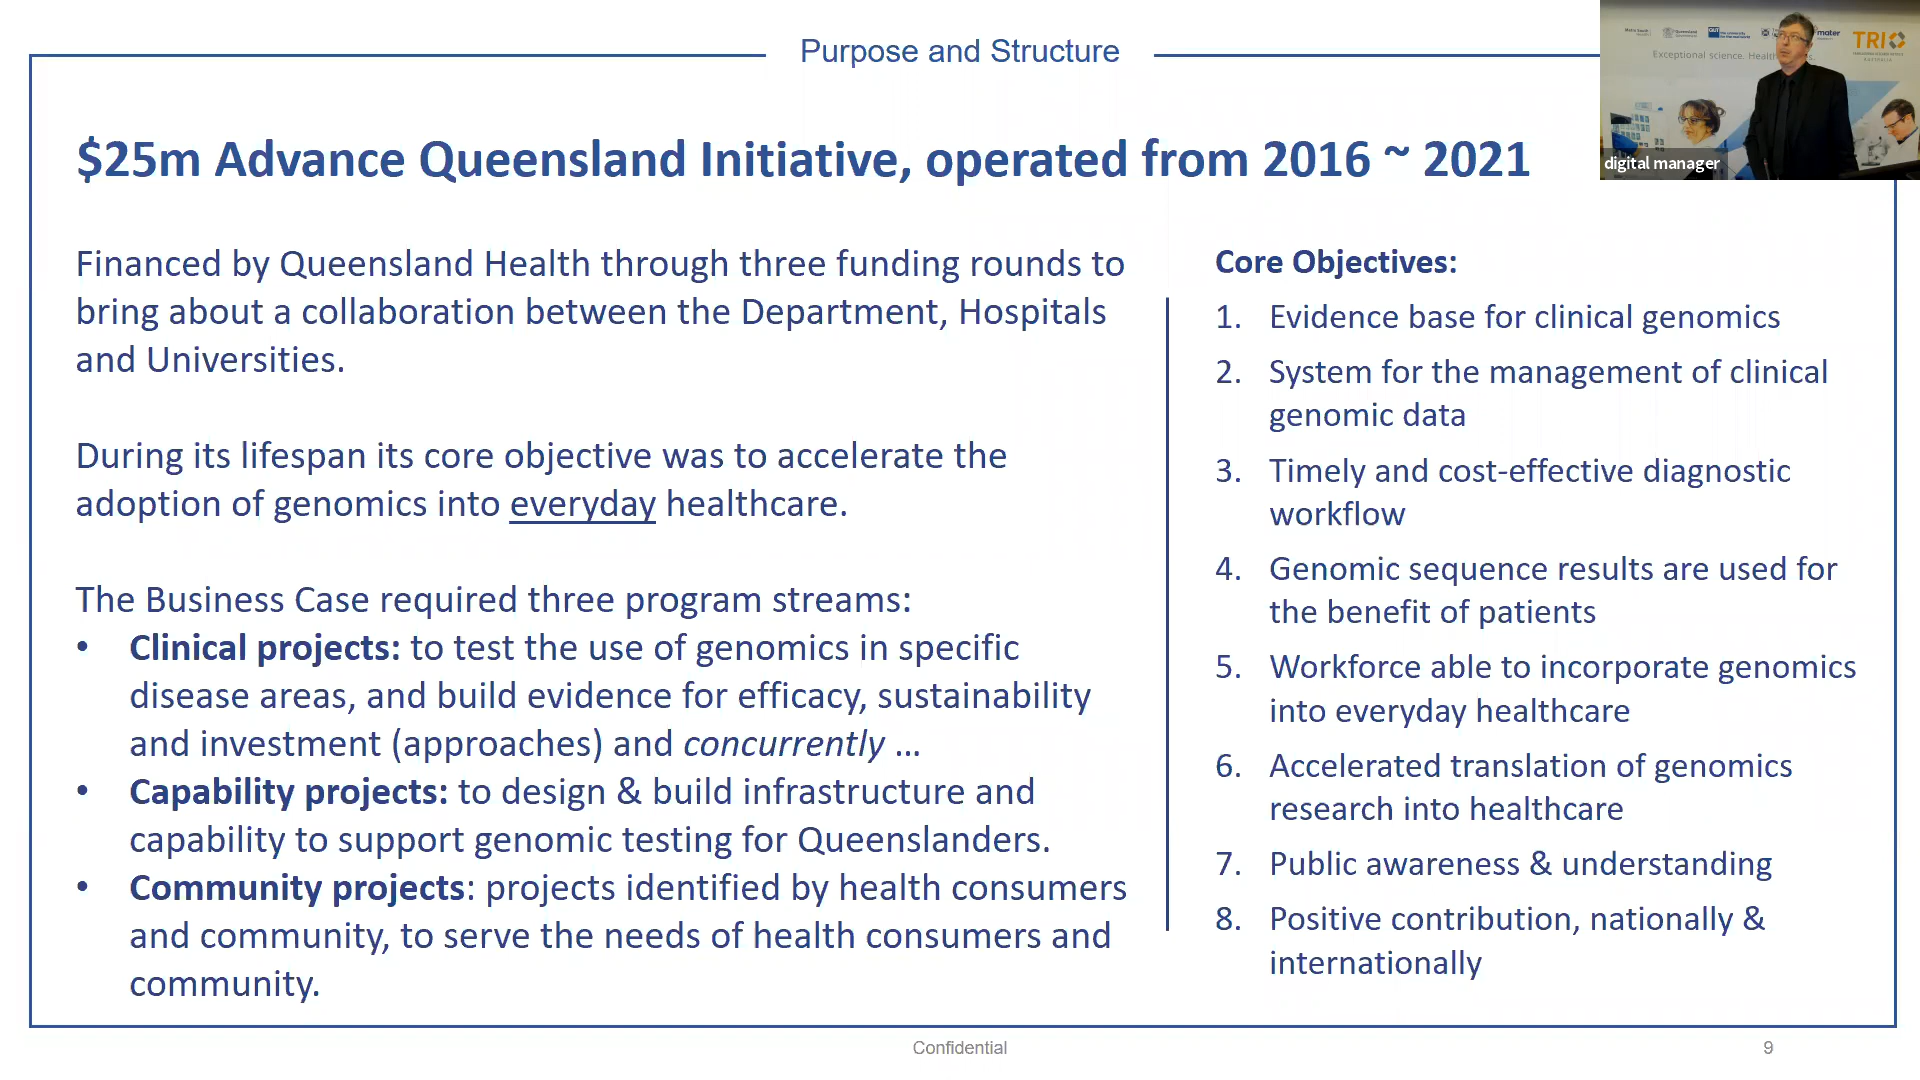 Purpose and Structure
$25m Advance Queensland Initiative, operated from 2016 ~ 2021
Financed by Queensland Health through three funding rounds to
bring about a collaboration between the Department, Hospitals
and Universities.
During its lifespan its core objective was to accelerate the
adoption of genomics into everyday healthcare.
The Business Case required three program streams:
• Clinical projects: to test the use of genomics in specific
disease areas, and build evidence for efficacy, sustainability
and investment (approaches) and concurrently ...
• Capability projects: to design & build infrastructure and
capability to support genomic testing for Queenslanders.
• Community projects: projects identified by health consumers
and community, to serve the needs of health consumers and
community.
Core Objectives:
1. Evidence base for clinical genomics
2. System for the management of clinical
genomic data
3. Timely and cost-effective diagnostic
workflow
4. Genomic sequence results are used for
the benefit of patients
5. Workforce able to incorporate genomics
into everyday healthcare
6. Accelerated translation of genomics
research into healthcare
7. Public awareness & understanding
8. Positive contribution, nationally &
internationally
Confidential
9
mater
TRI
Exceptional science. Health
digital manager